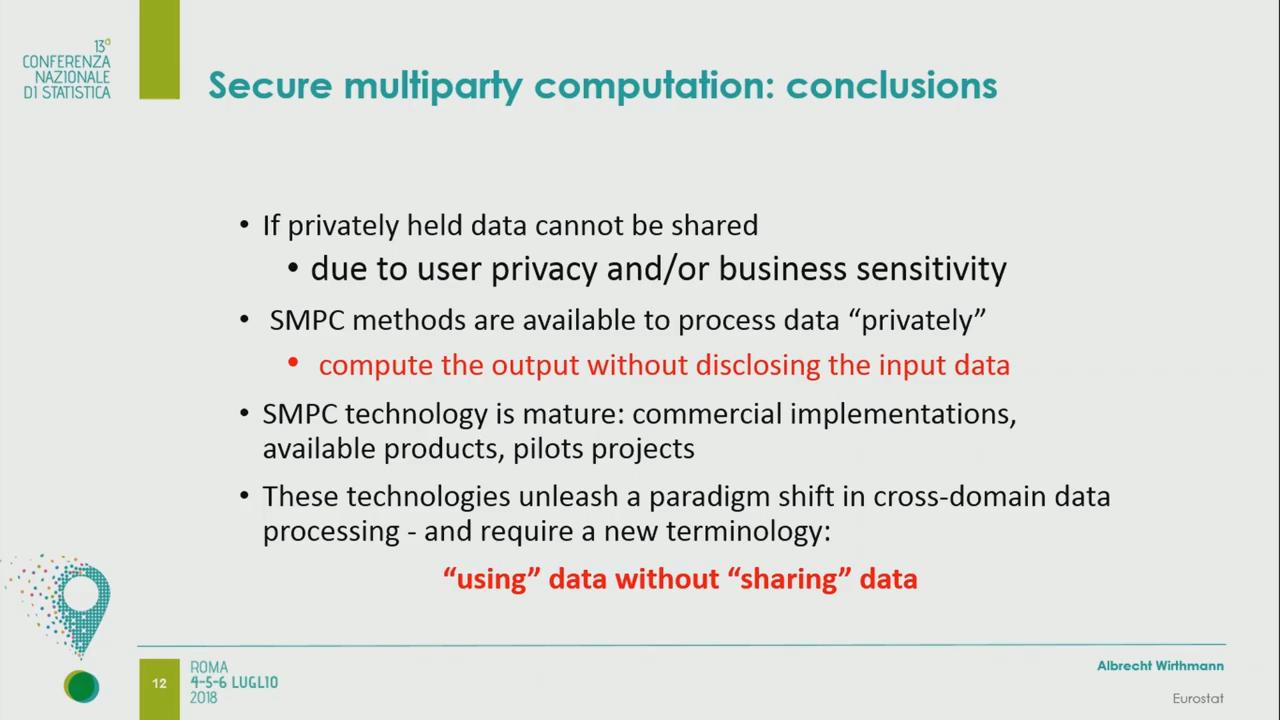 13ª
CONFERENZA
NAZIONALE
DI STATISTICA
Secure multiparty computation: conclusions
• If privately held data cannot be shared
• due to user privacy and/or business sensitivity
• SMPC methods are available to process data “privately”
• compute the output without disclosing the input data
• SMPC technology is mature: commercial implementations,
available products, pilots projects
• These technologies unleash a paradigm shift in cross-domain data
processing - and require a new terminology:
“using” data without “sharing” data
12
ROMA
4-5-6 LUGLIO
2018
Albrecht Wirthmann
Eurostat